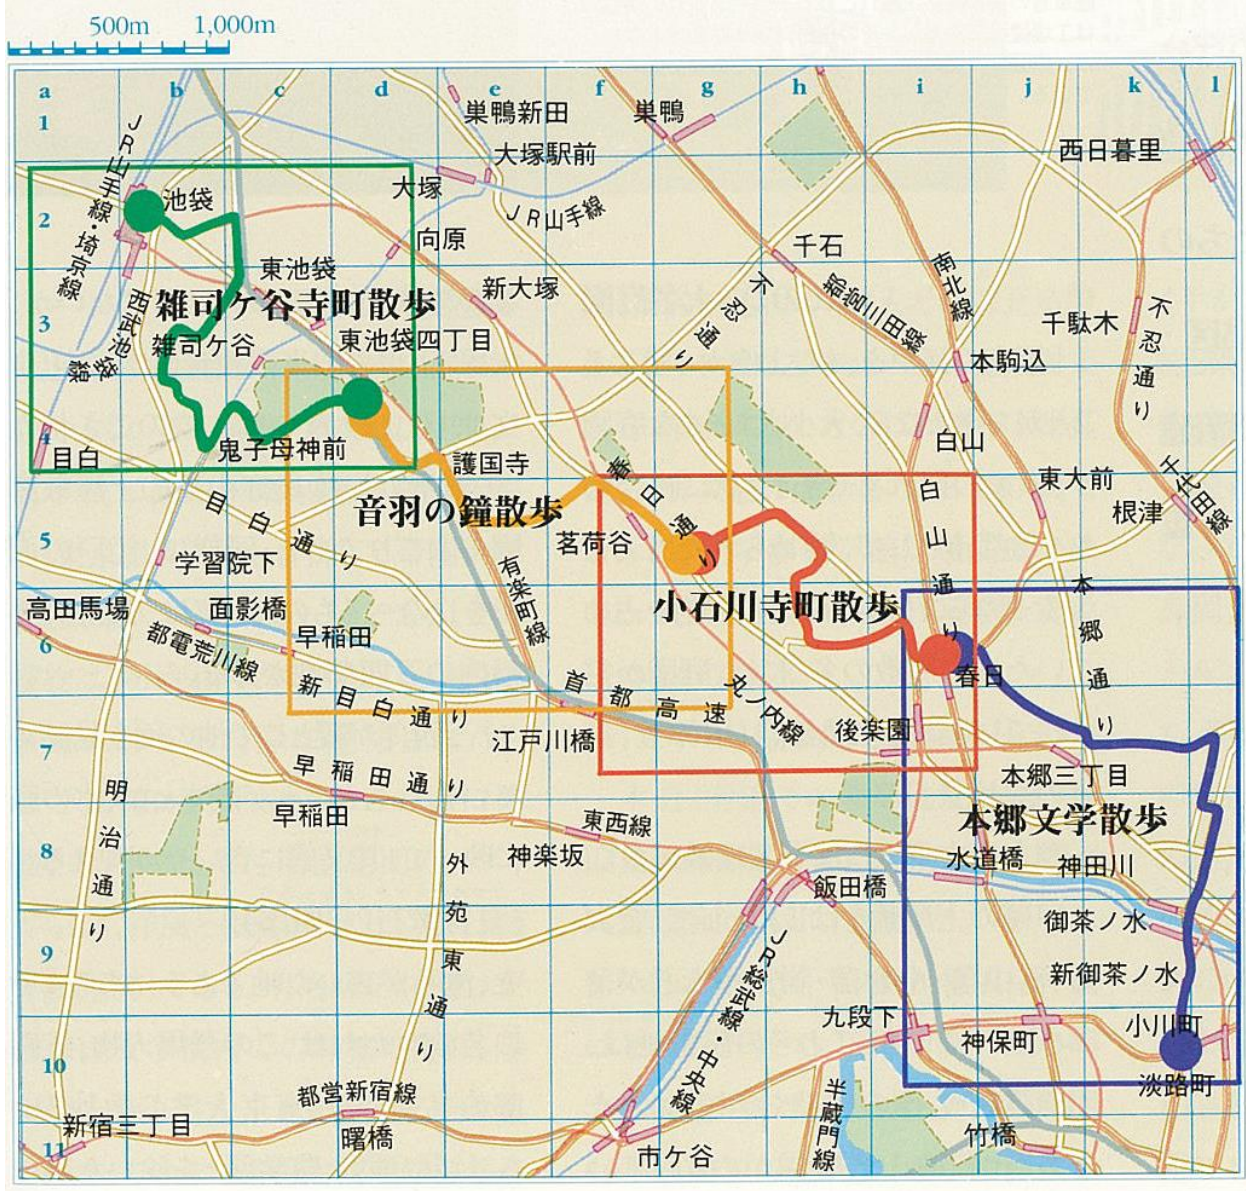 500m 1,000m
a b c d e f g h i j k l
1
2
3
4
5
6
7
8
9
10
11
巣鴨新田
巣鴨
大塚駅前
西日暮里
JR山手線・埼京線
大塚
池袋
JR山手線
向原
千石
東池袋
新大塚
不忍通り
都営三田線
南北線
雑司ケ谷寺町散歩
西武池袋線
千駄木
不忍通り
雑司ケ谷
東池袋四丁目
本駒込
目白
鬼子母神前
護国寺
春日通り
白山
東大前
千代田線
根津
目白通り
音羽の鐘散歩
茗荷谷
白山通り
学習院下
有楽町線
本郷通り
高田馬場
面影橋
早稲田
小石川寺町散歩
都電荒川線
新目白通り
首都高速
丸ノ内線
春日
後楽園
江戸川橋
早稲田通り
本郷三丁目
明治通り
早稲田
東西線
本郷文学散歩
神楽坂
水道橋
神田川
外苑東通り
飯田橋
御茶ノ水
JR総武線・中央線
新御茶ノ水
九段下
神保町
小川町
淡路町
都営新宿線
半蔵門線
新宿三丁目
曙橋
市ケ谷
竹橋